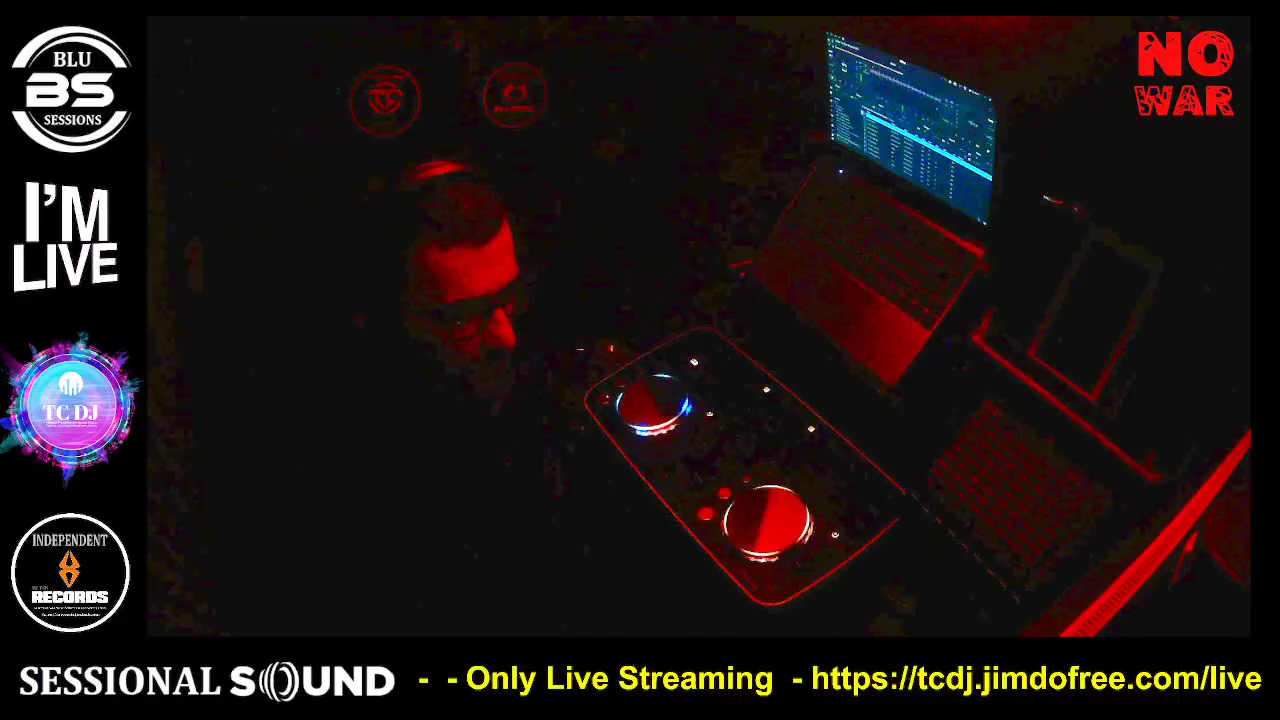 BLU
BS
SESSIONS
I'M
LIVE
TC DJ
INDEPENDENT
RECORDS
NO
WAR
SESSIONAL SOUND - - Only Live Streaming - https://tcdj.jimdofree.com/live